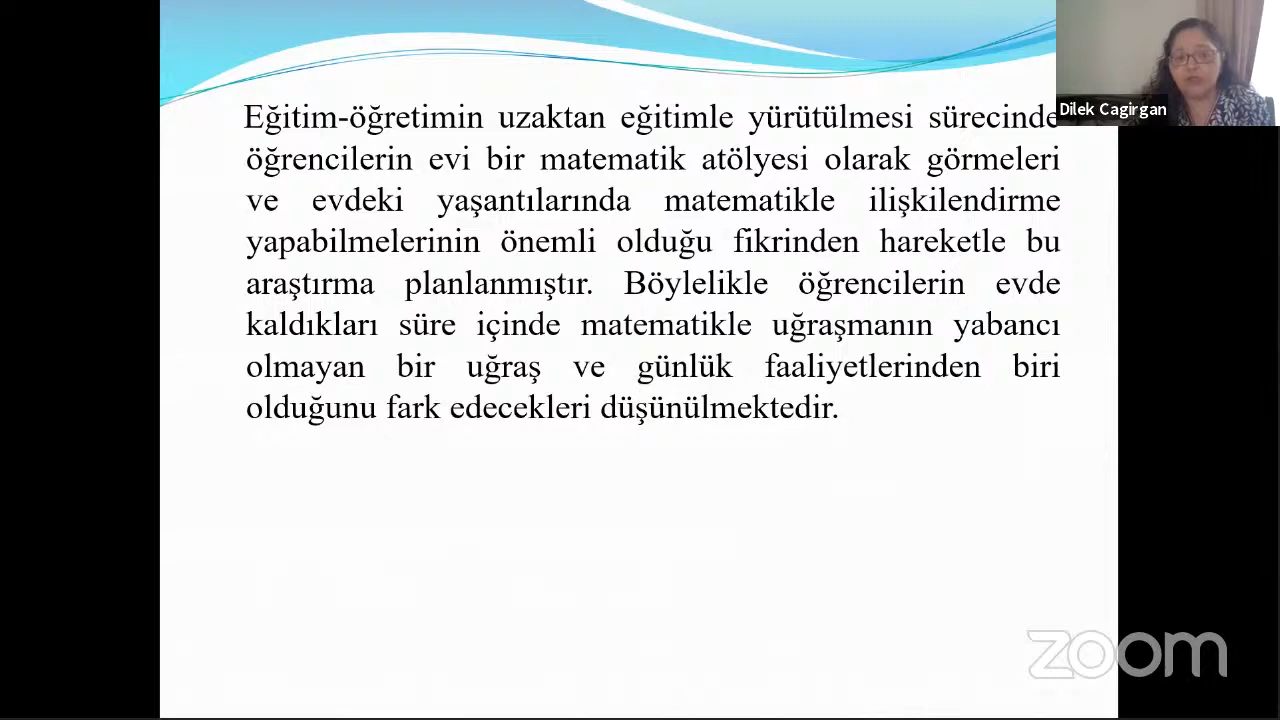 Eğitim-öğretimin uzaktan eğitimle yürütülmesi sürecinde
öğrencilerin evi bir matematik atölyesi olarak görmeleri
ve evdeki yaşantılarında matematikle ilişkilendirme
yapabilmelerinin önemli olduğu fikrinden hareketle bu
araştırma planlanmıştır. Böylelikle öğrencilerin evde
kaldıkları süre içinde matematikle uğraşmanın yabancı
olmayan bir uğraş ve günlük faaliyetlerinden biri
olduğunu fark edecekleri düşünülmektedir.
Dilek Cagirgan
zoom